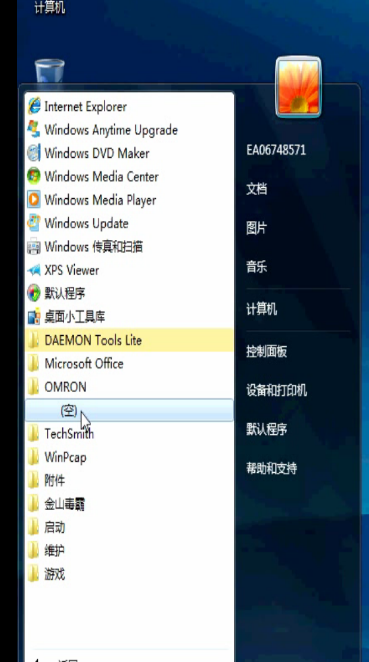 计算机
Internet Explorer
Windows Anytime Upgrade
Windows DVD Maker
Windows Media Center
Windows Media Player
Windows Update
Windows 传真和扫描
XPS Viewer
默认程序
桌面小工具库
DAEMON Tools Lite
Microsoft Office
OMRON
(空)
TechSmith
WinPcap
附件
金山毒霸
启动
维护
游戏
EA06748571
文档
图片
音乐
计算机
控制面板
设备和打印机
默认程序
帮助和支持